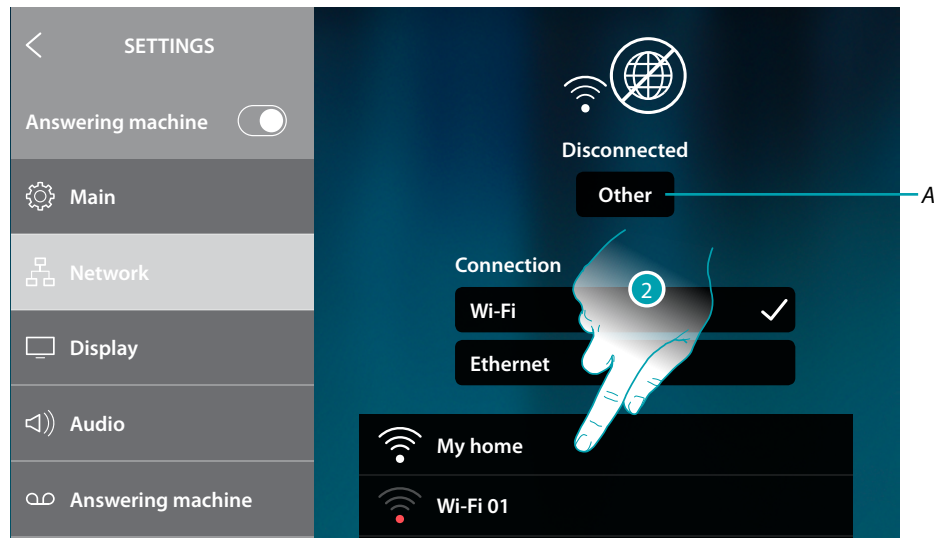 SETTINGS
Answering machine
Main
Network
Display
Audio
Answering machine
Disconnected
Other
A
Connection
2
Wi-Fi
Ethernet
My home
Wi-Fi 01